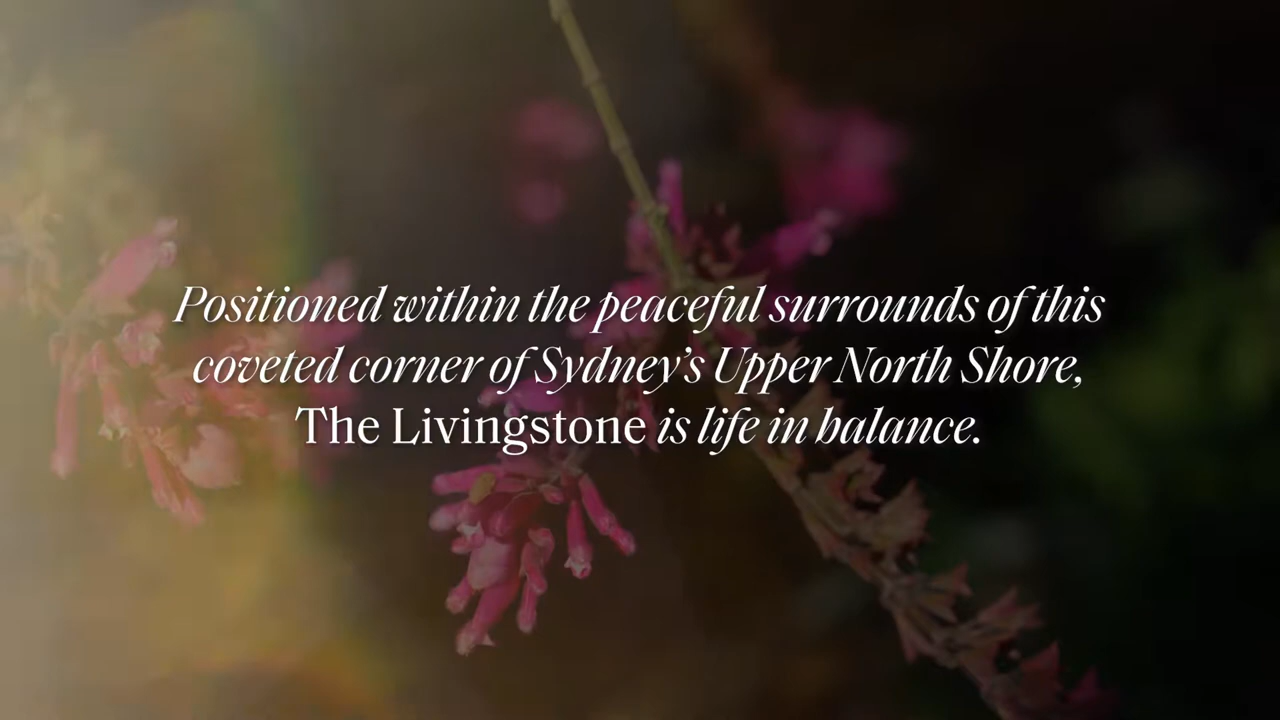 Positioned within the peaceful surrounds of this
coveted corner of Sydney’s Upper North Shore,
The Livingstone is life in balance.